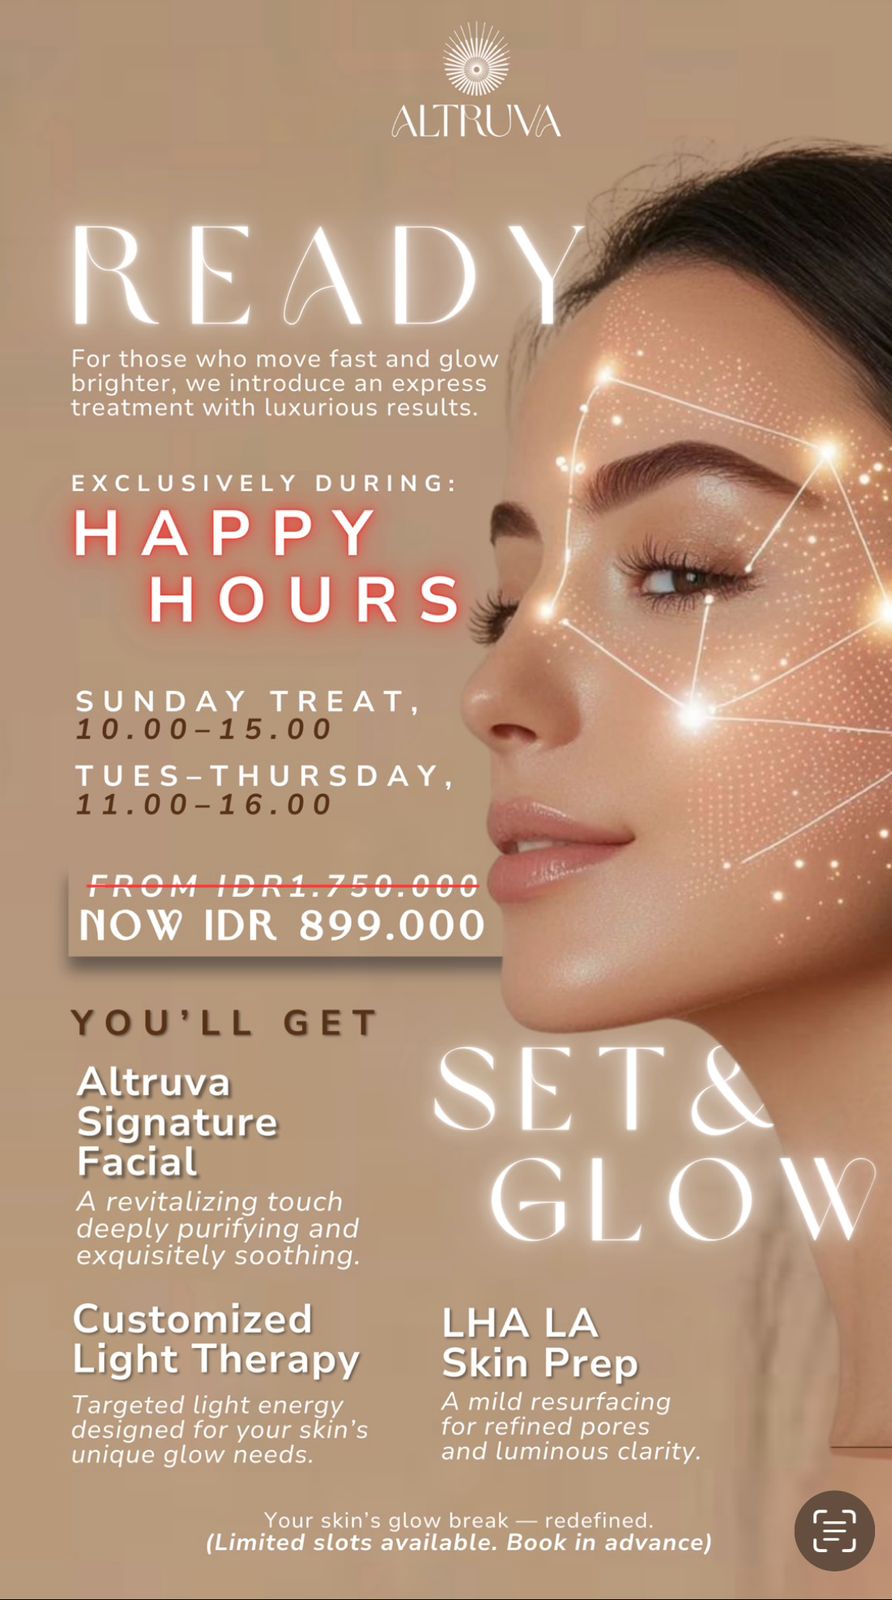 ALTRUVA
READY
For those who move fast and glow
brighter, we introduce an express
treatment with luxurious results.
EXCLUSIVELY DURING:
HAPPY
HOURS
SUNDAY TREAT,
10.00–15.00
TUES–THURSDAY,
11.00–16.00
FROM IDR1.750.000
NOW IDR 899.000
YOU'LL GET
Altruva
Signature
Facial
A revitalizing touch
deeply purifying and
exquisitely soothing.
SET&
GLOW
Customized
Light Therapy
Targeted light energy
designed for your skin's
unique glow needs.
LHA LA
Skin Prep
A mild resurfacing
for refined pores
and luminous clarity.
Your skin's glow break — redefined.
(Limited slots available. Book in advance)